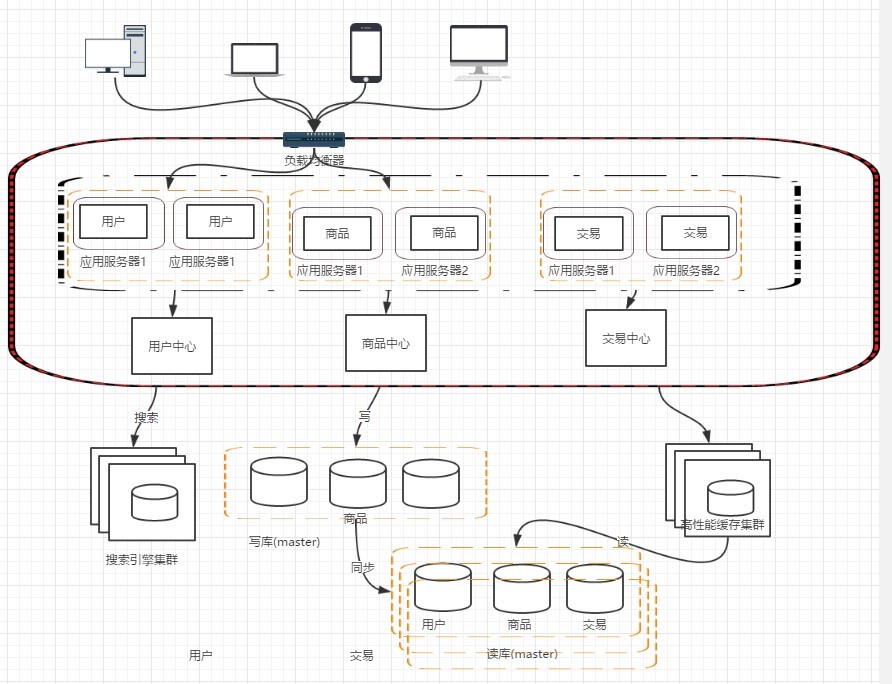 负载均衡器
用户
用户
商品
商品
交易
交易
应用服务器1
应用服务器1
应用服务器1
应用服务器2
应用服务器1
应用服务器2
用户中心
商品中心
交易中心
搜索
写
商品
高性能缓存集群
写库(master)
读
搜索引擎集群
同步
用户
商品
交易
用户
交易
读库(master)